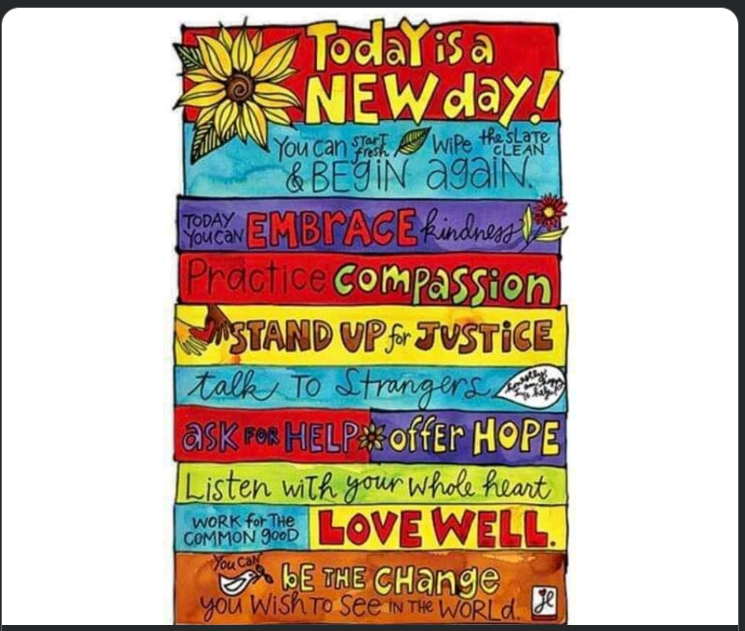 Today is a
NEW day!
You can start fresh wipe the slate clean
& BEGIN again.
TODAY you can EMBRACE kindness
Practice compassion
STAND UP for JUSTICE
talk to Strangers
ask for HELP offer HOPE
Listen with your whole heart
WORK for THE COMMON gooD LOVE WELL.
You can
BE THE CHange
you wish to see in the world.